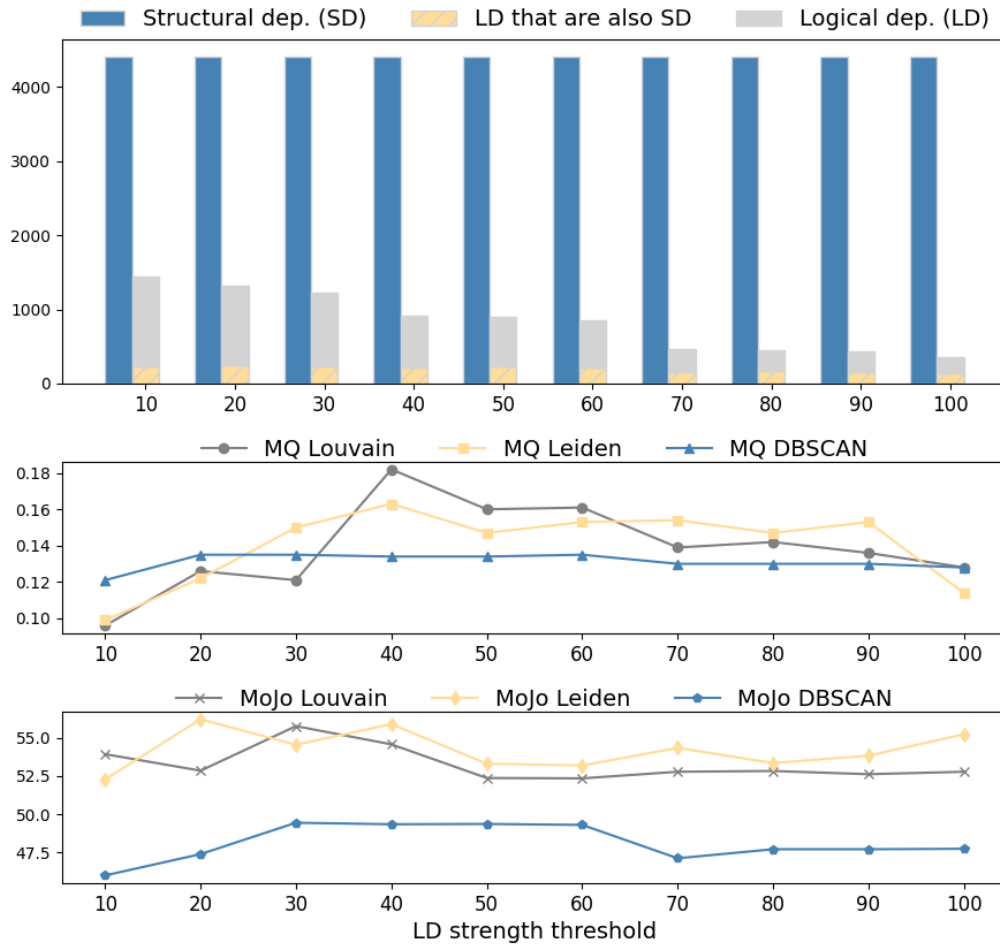 Structural dep. (SD) LD that are also SD Logical dep. (LD)
4000
3000
2000
1000
0
10 20 30 40 50 60 70 80 90 100
MQ Louvain MQ Leiden MQ DBSCAN
0.18
0.16
0.14
0.12
0.10
10 20 30 40 50 60 70 80 90 100
MoJo Louvain MoJo Leiden MoJo DBSCAN
55.0
52.5
50.0
47.5
10 20 30 40 50 60 70 80 90 100
LD strength threshold